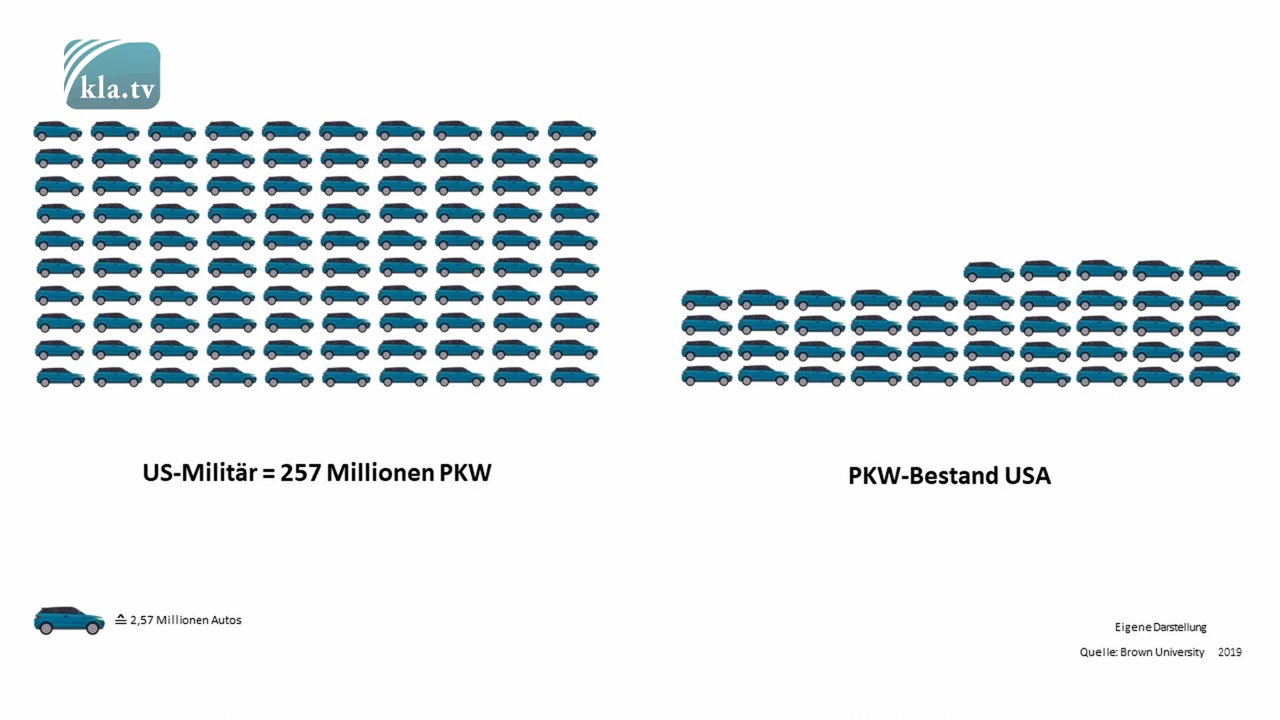 kla.tv
US-Militär = 257 Millionen PKW
PKW-Bestand USA
≙ 2,57 Millionen Autos
Eigene Darstellung
Quelle: Brown University 2019